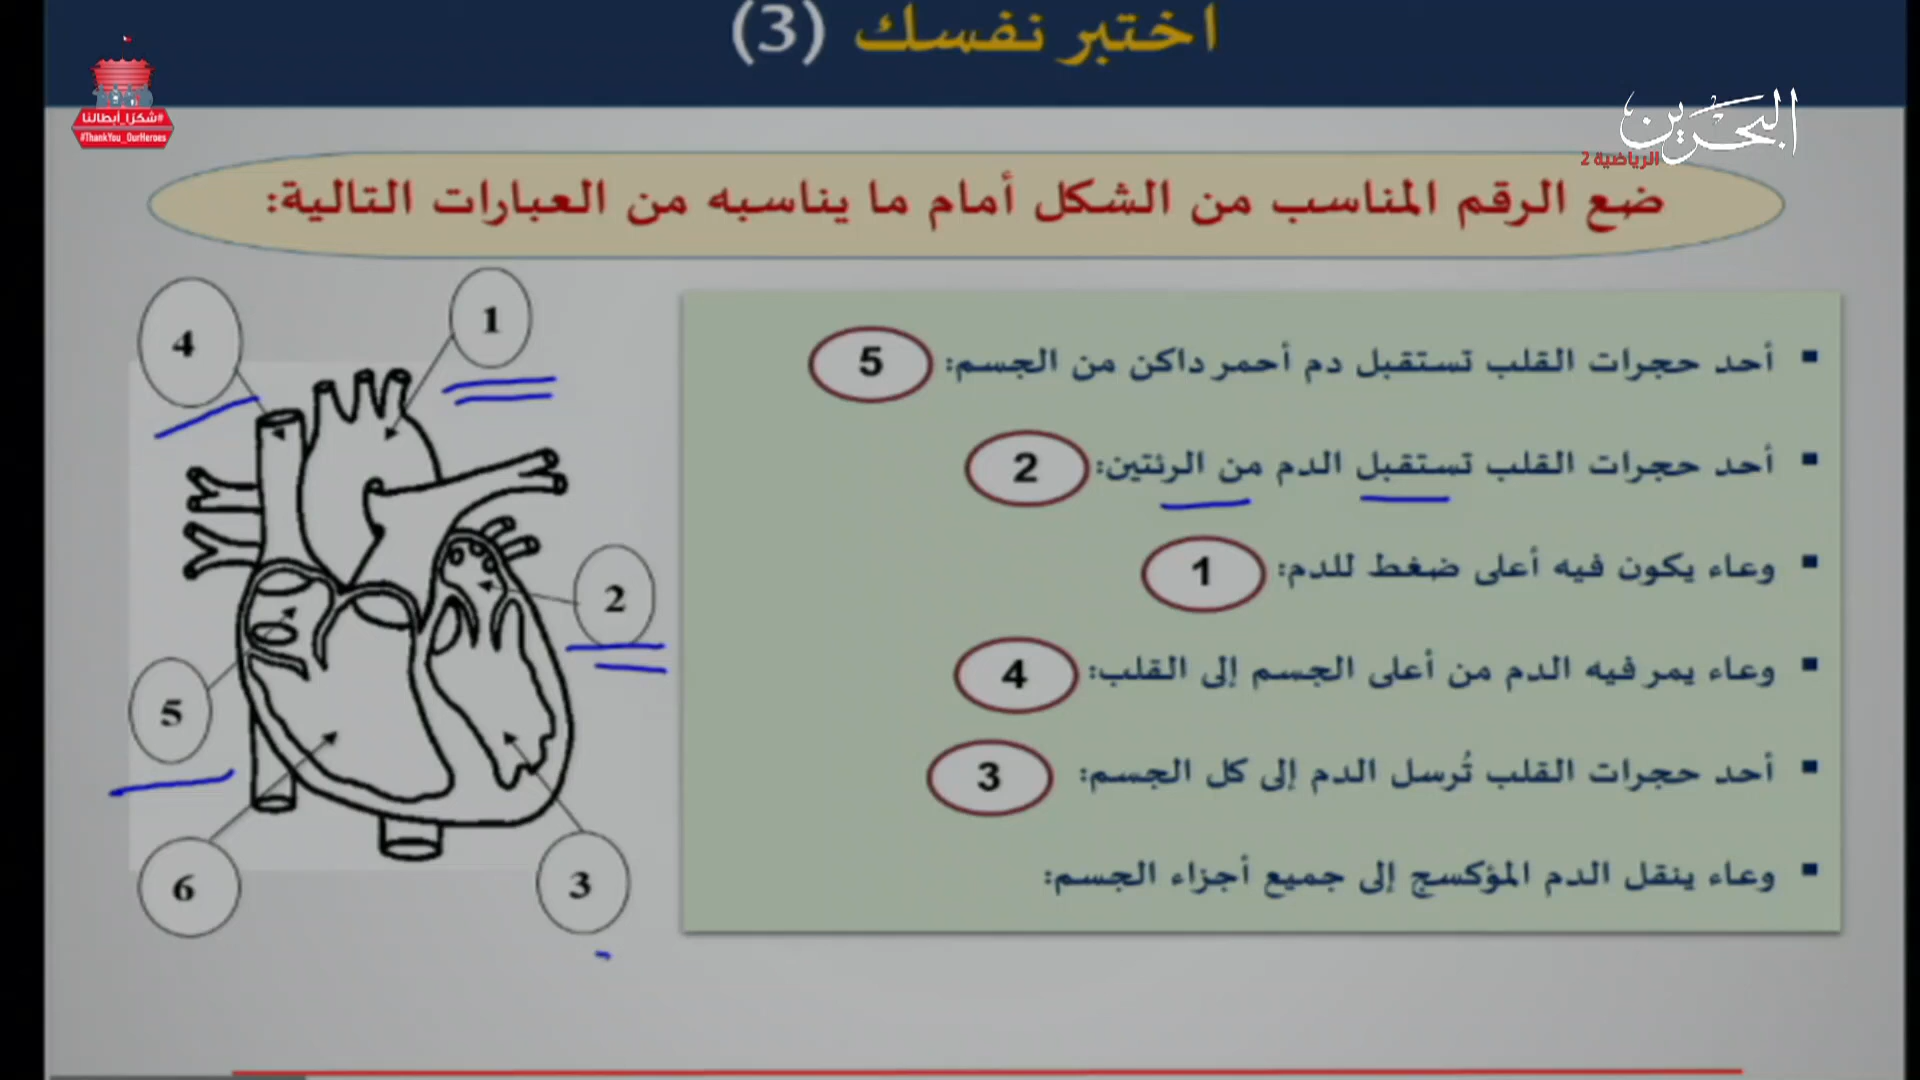 اختبر نفسك (3)
#شكرا_أبطالنا
#ThankYou_OurHeroes
البحرين
الرياضية 2
ضع الرقم المناسب من الشكل أمام ما يناسبه من العبارات التالية:
أحد حجرات القلب تستقبل دم أحمر داكن من الجسم: 5
أحد حجرات القلب تستقبل الدم من الرئتين: 2
وعاء يكون فيه أعلى ضغط للدم: 1
وعاء يمر فيه الدم من أعلى الجسم إلى القلب: 4
أحد حجرات القلب تُرسل الدم إلى كل الجسم: 3
وعاء ينقل الدم المؤكسج إلى جميع أجزاء الجسم:
4
1
2
5
6
3